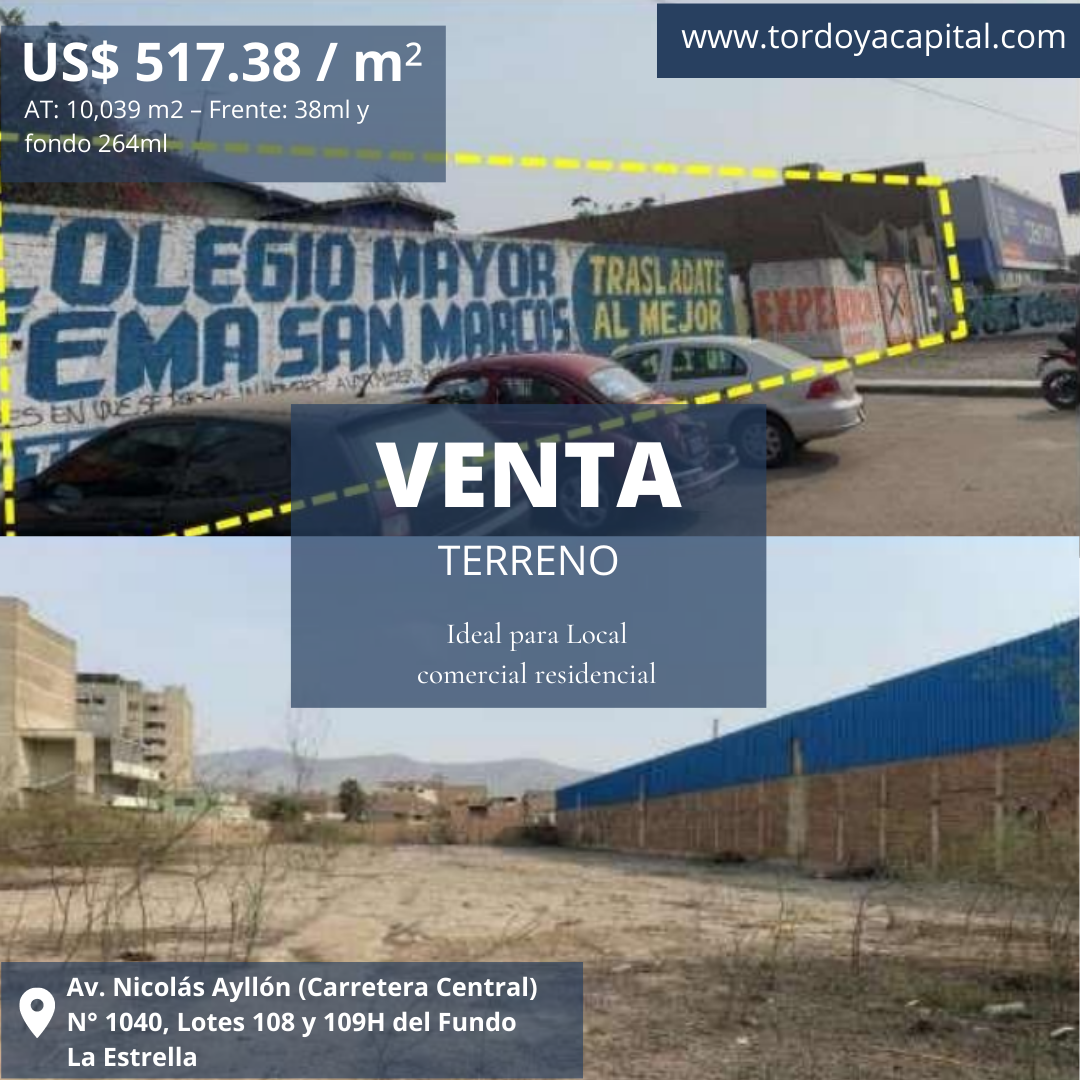 US$ 517.38 / m²
AT: 10,039 m2 – Frente: 38ml y
fondo 264ml
www.tordoyacapital.com
COLEGIO MAYOR
EMA SAN MARCOS
TRASLADATE
AL MEJOR
VENTA
TERRENO
Ideal para Local
comercial residencial
Av. Nicolás Ayllón (Carretera Central)
N° 1040, Lotes 108 y 109H del Fundo
La Estrella